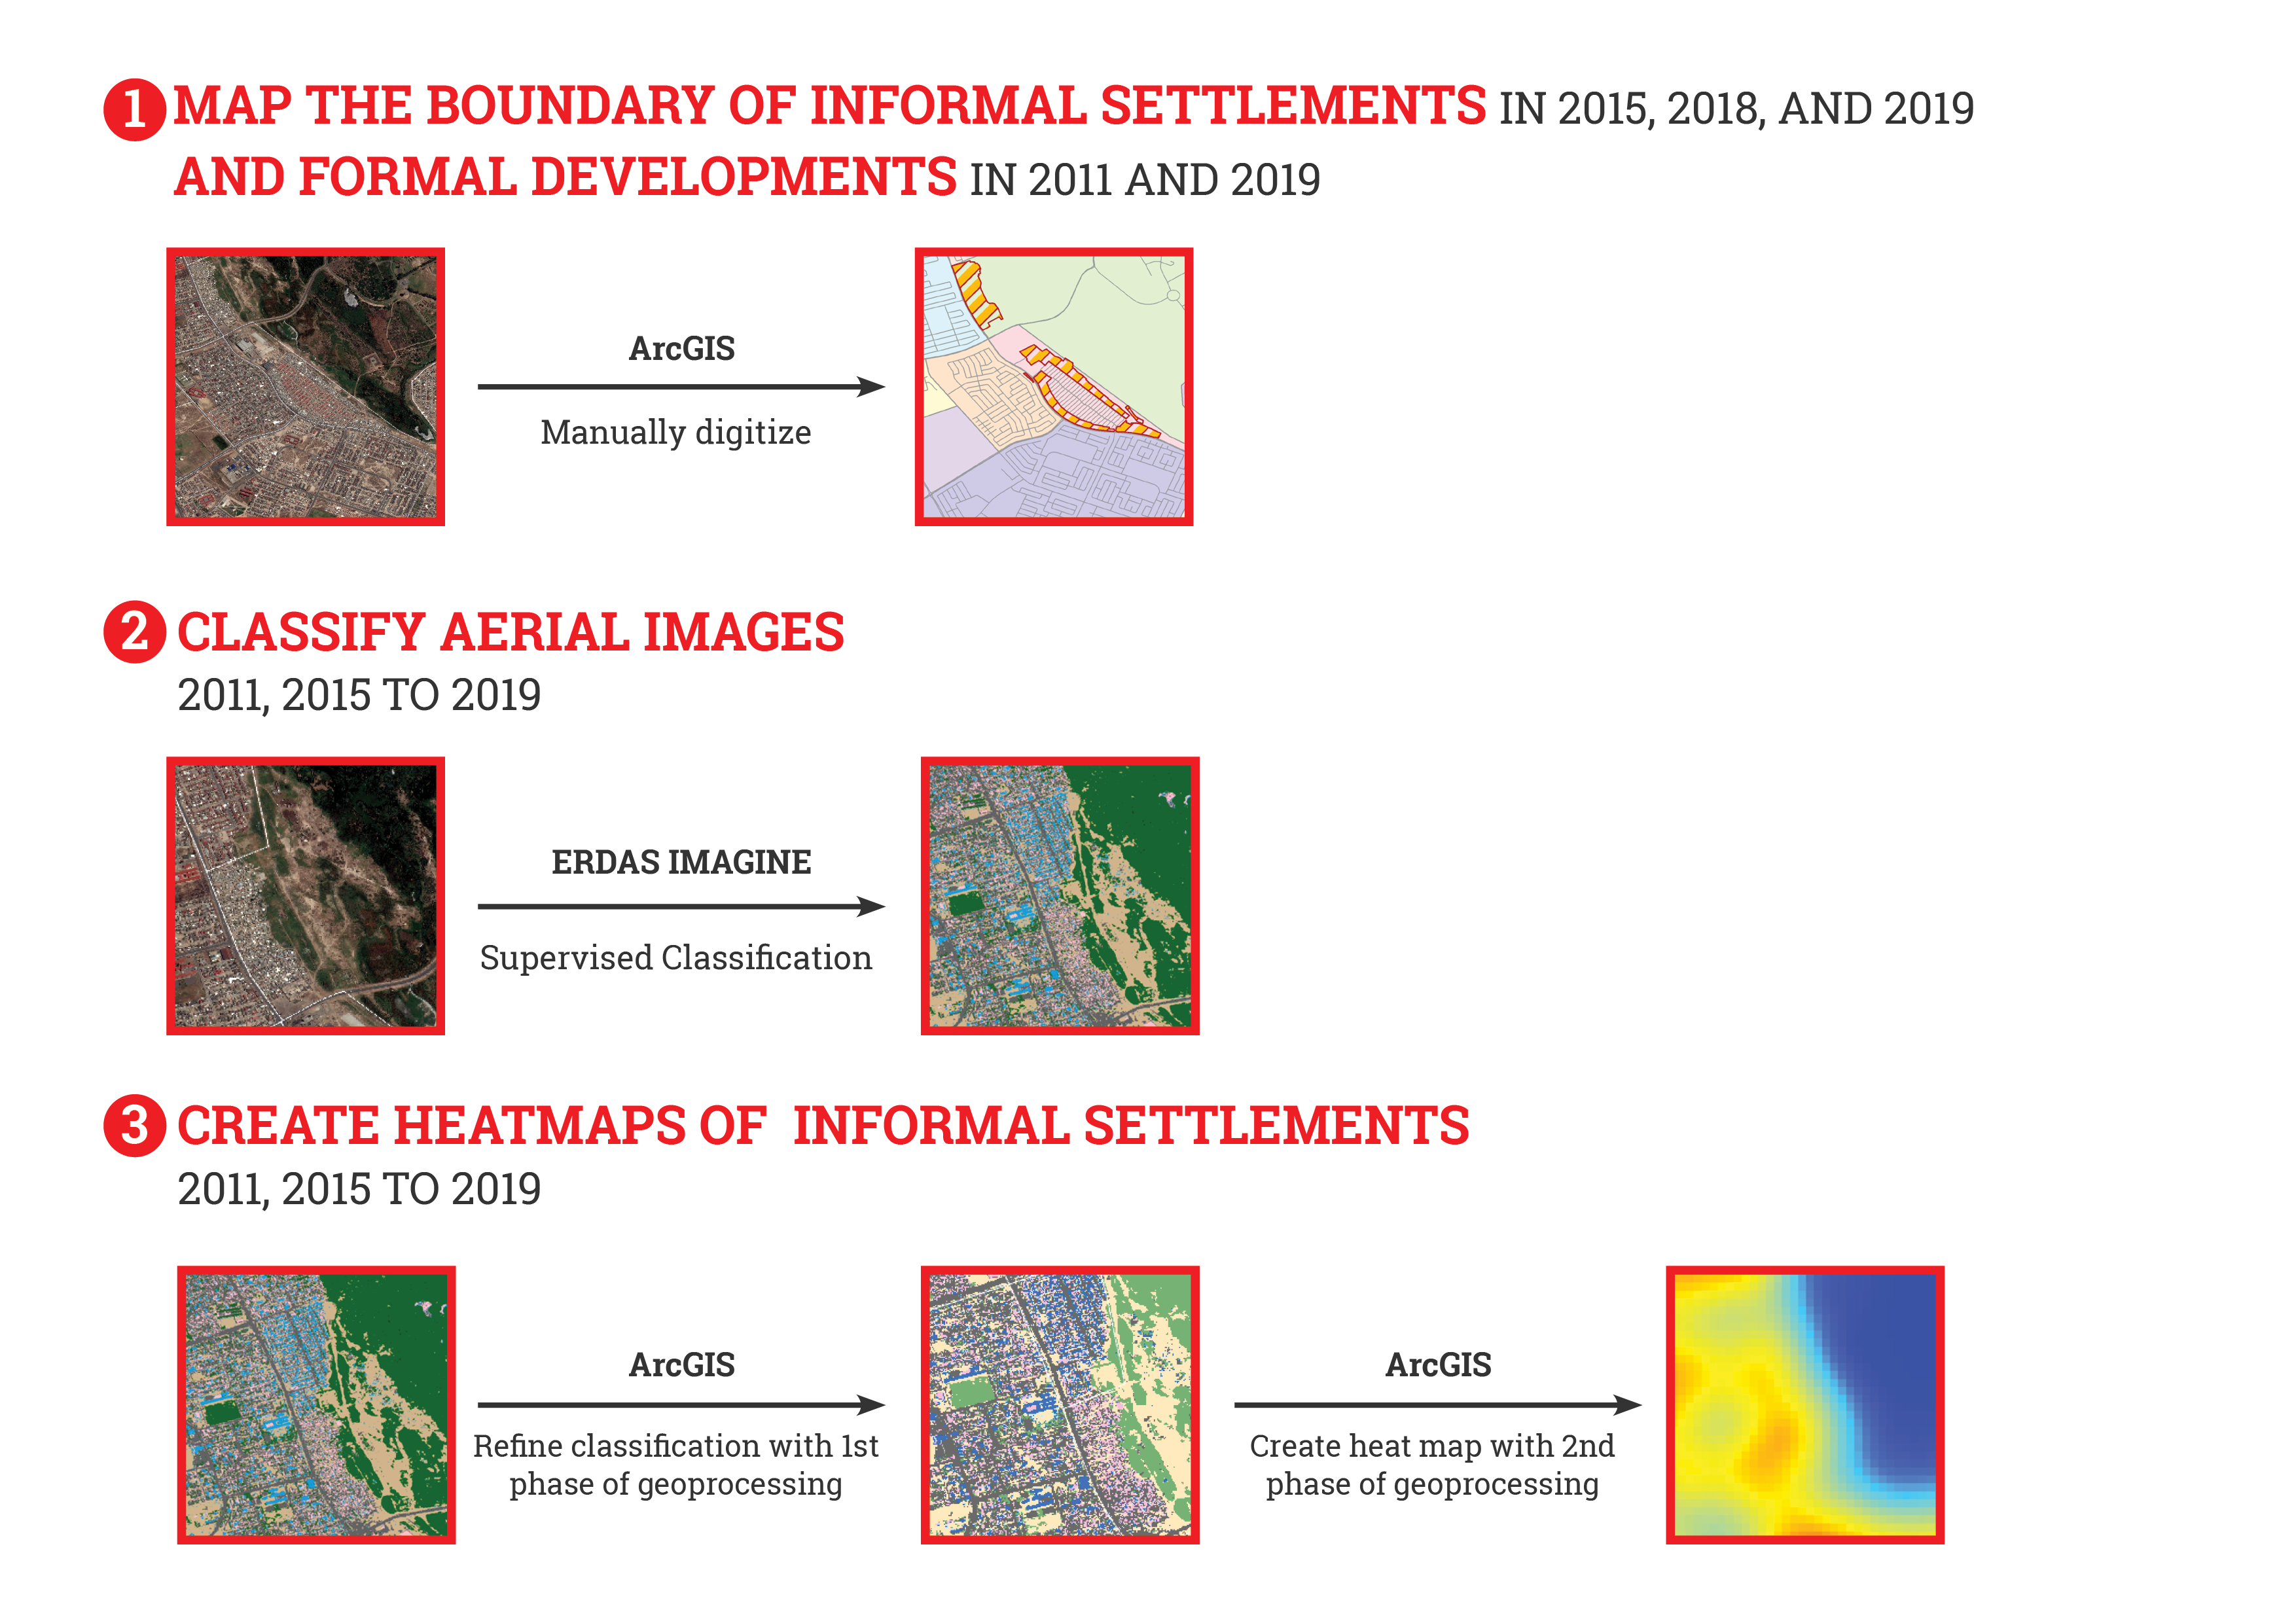 1 MAP THE BOUNDARY OF INFORMAL SETTLEMENTS IN 2015, 2018, AND 2019
AND FORMAL DEVELOPMENTS IN 2011 AND 2019
ArcGIS
Manually digitize
2 CLASSIFY AERIAL IMAGES
2011, 2015 TO 2019
ERDAS IMAGINE
Supervised Classification
3 CREATE HEATMAPS OF INFORMAL SETTLEMENTS
2011, 2015 TO 2019
ArcGIS
Refine classification with 1st
phase of geoprocessing
ArcGIS
Create heat map with 2nd
phase of geoprocessing